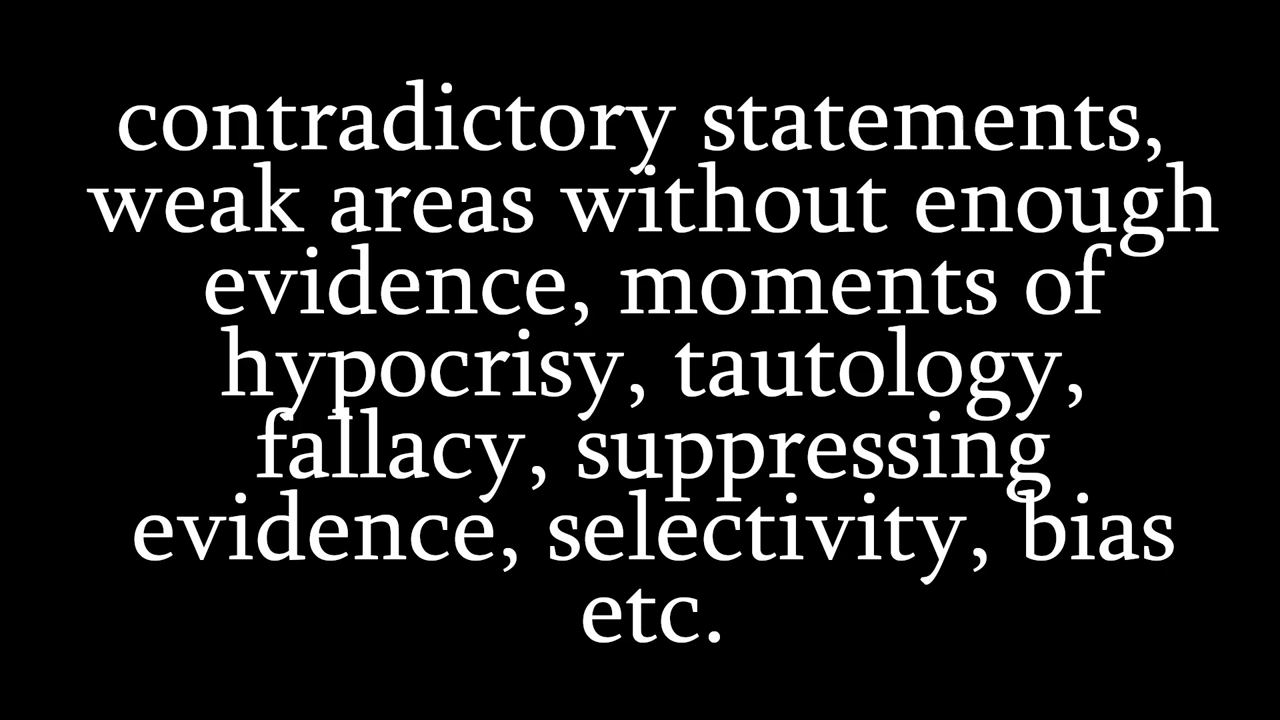 contradictory statements,
weak areas without enough
evidence, moments of
hypocrisy, tautology,
fallacy, suppressing
evidence, selectivity, bias
etc.